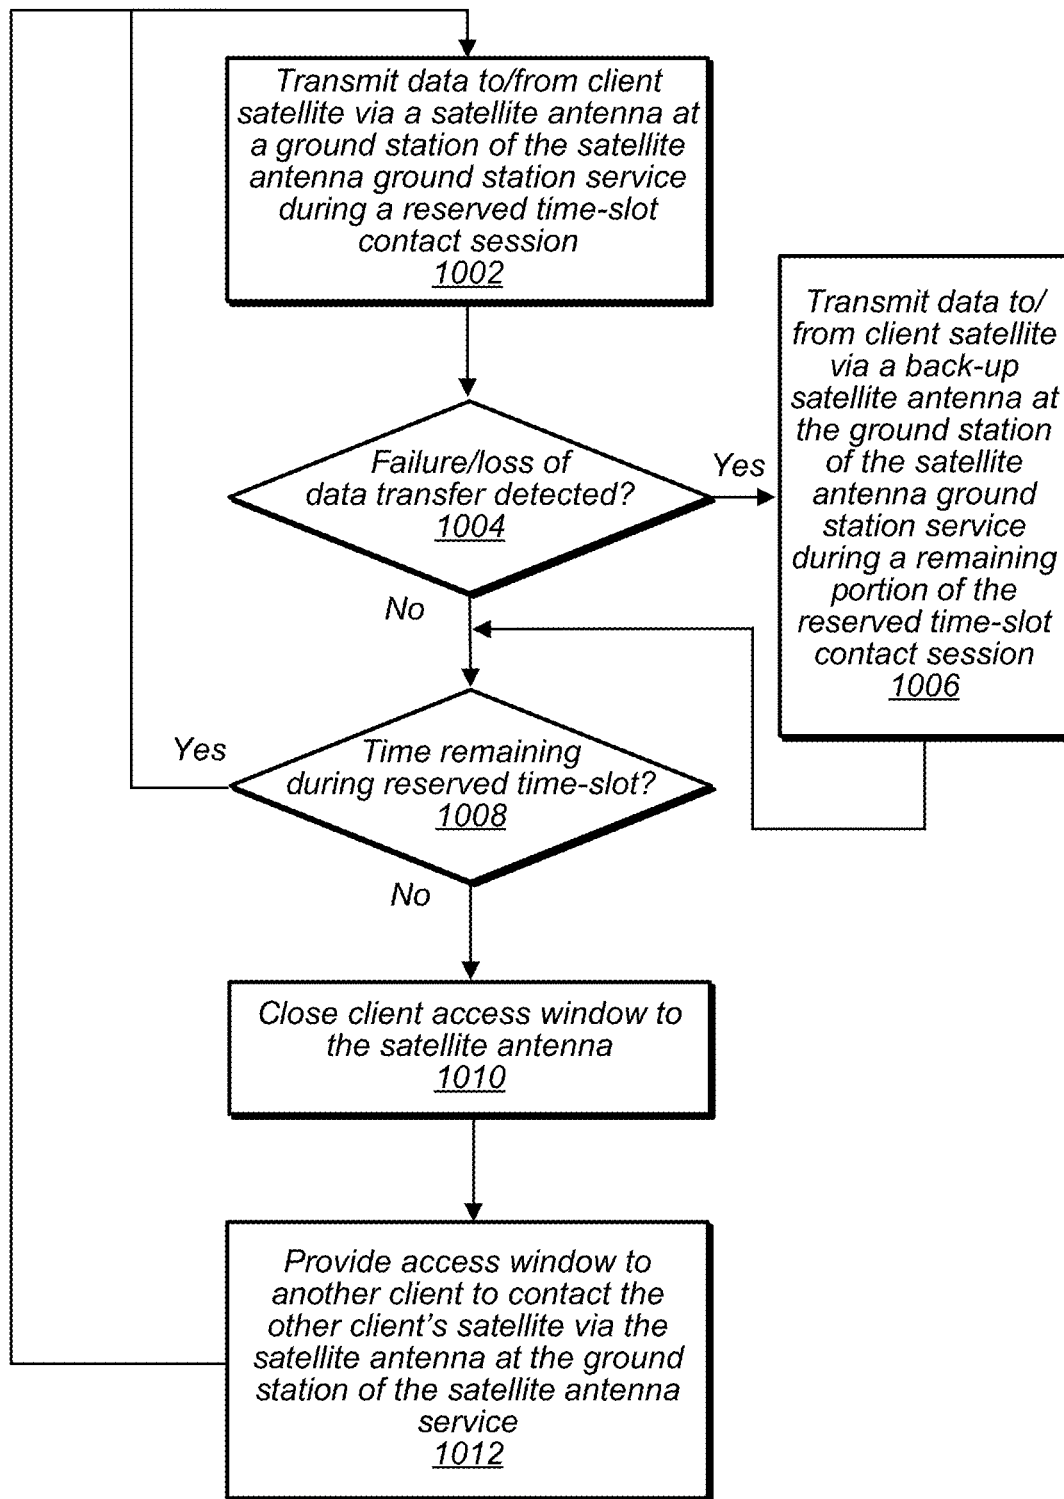 Transmit data to/from client
satellite via a satellite antenna at
a ground station of the satellite
antenna ground station service
during a reserved time-slot
contact session
1002
Failure/loss of
data transfer detected?
1004
Yes
No
Transmit data to/
from client satellite
via a back-up
satellite antenna at
the ground station
of the satellite
antenna ground
station service
during a remaining
portion of the
reserved time-slot
contact session
1006
Time remaining
during reserved time-slot?
1008
Yes
No
Close client access window to
the satellite antenna
1010
Provide access window to
another client to contact the
other client's satellite via the
satellite antenna at the ground
station of the satellite antenna
service
1012